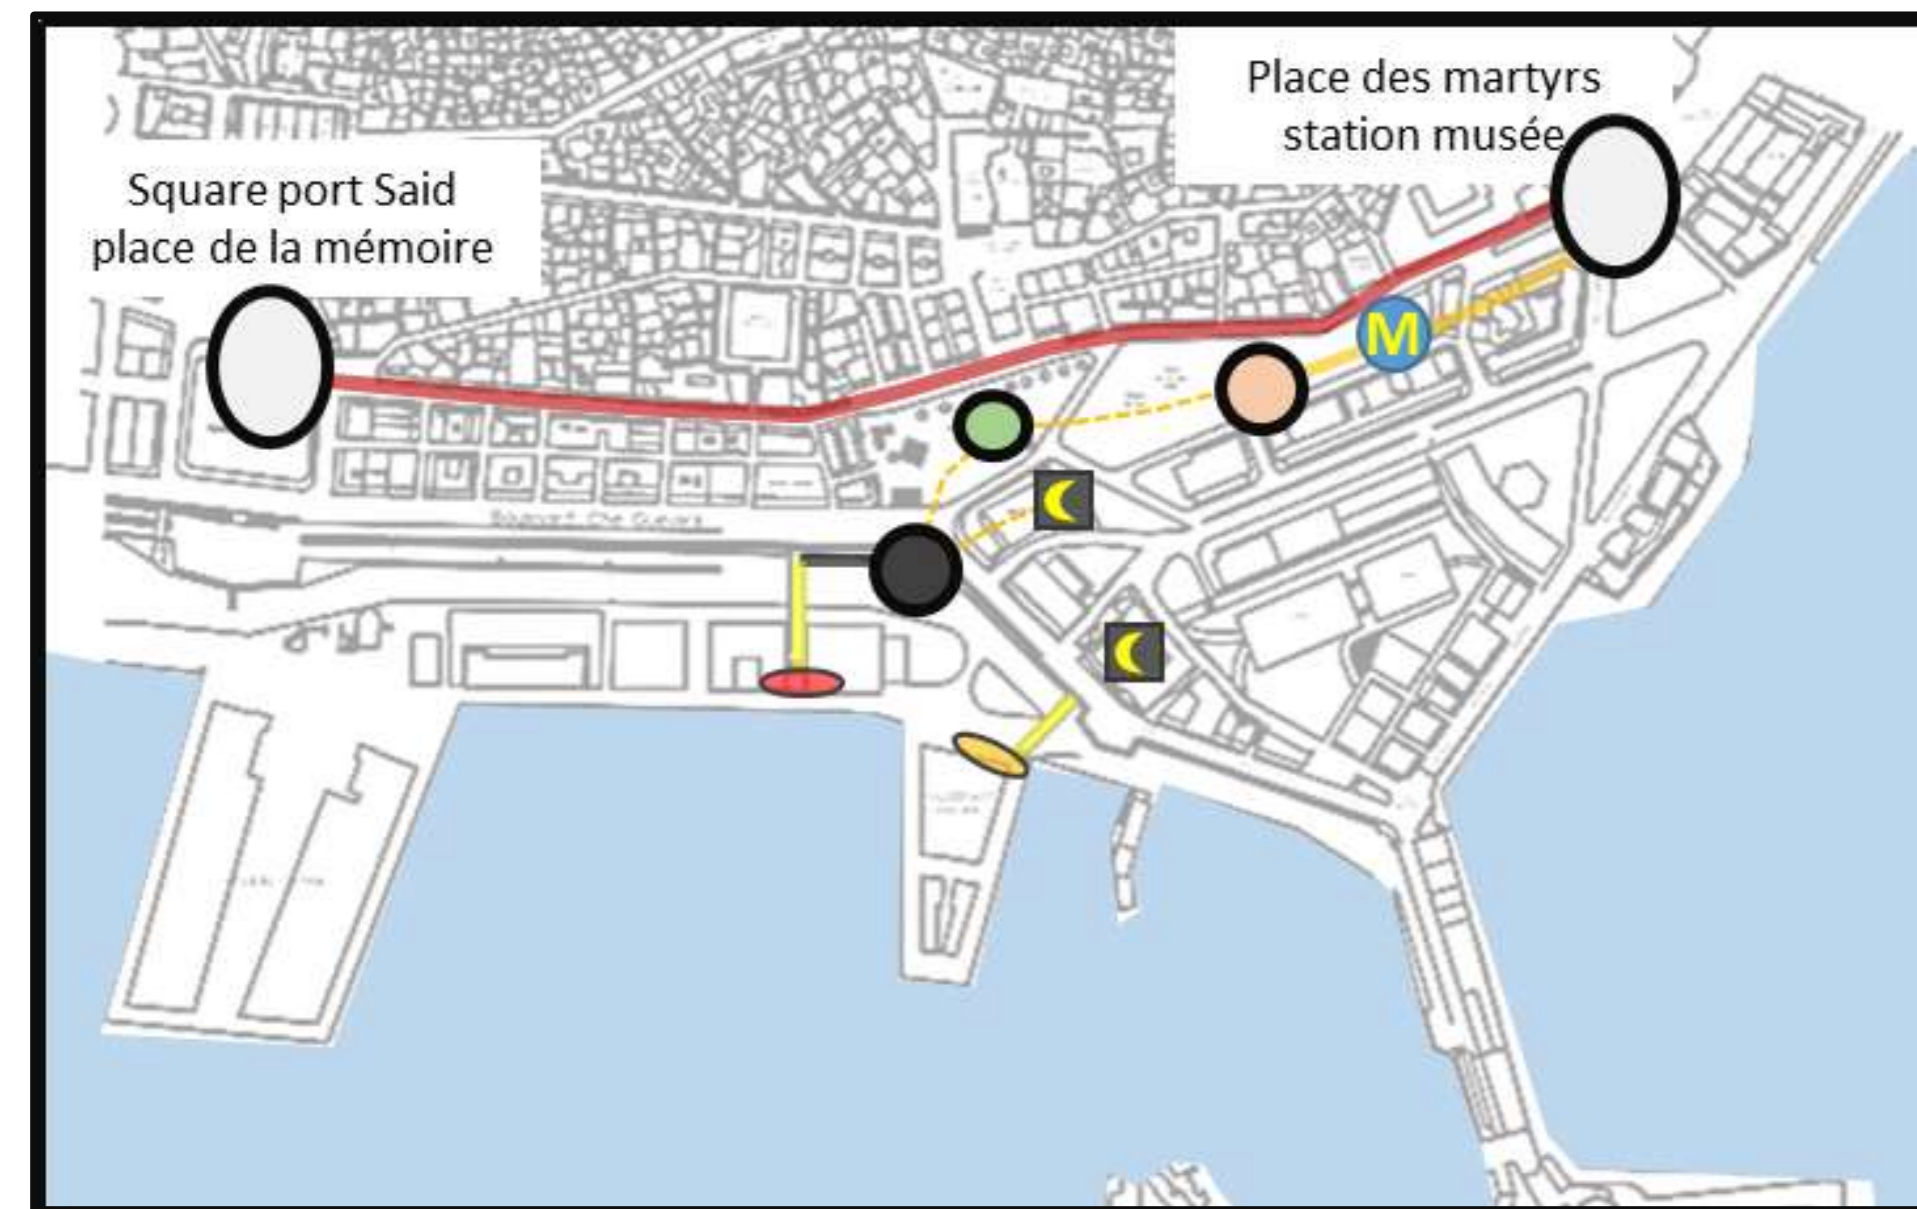 Place des martyrs
station musée
Square port Said
place de la mémoire
M